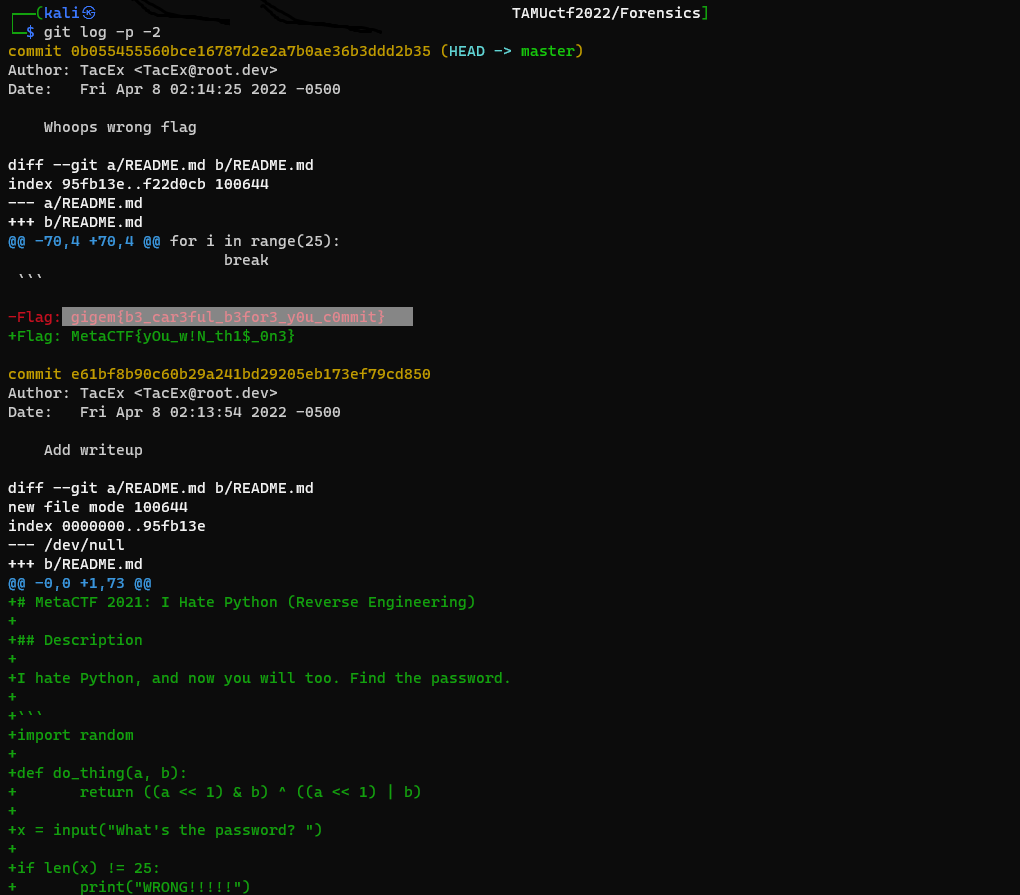 ┌──(kali㉿ TAMUctf2022/Forensics]
└─$ git log -p -2
commit 0b055455560bce16787d2e2a7b0ae36b3ddd2b35 (HEAD -> master)
Author: TacEx <TacEx@root.dev>
Date:   Fri Apr 8 02:14:25 2022 -0500

    Whoops wrong flag

diff --git a/README.md b/README.md
index 95fb13e..f22d0cb 100644
--- a/README.md
+++ b/README.md
@@ -70,4 +70,4 @@ for i in range(25):
                        break
 ```

-Flag: gigem{b3_car3ful_b3for3_y0u_c0mmit}
+Flag: MetaCTF{yOu_w!N_th1$_0n3}

commit e61bf8b90c60b29a241bd29205eb173ef79cd850
Author: TacEx <TacEx@root.dev>
Date:   Fri Apr 8 02:13:54 2022 -0500

    Add writeup

diff --git a/README.md b/README.md
new file mode 100644
index 0000000..95fb13e
--- /dev/null
+++ b/README.md
@@ -0,0 +1,73 @@
+# MetaCTF 2021: I Hate Python (Reverse Engineering)
+
+## Description
+
+I hate Python, and now you will too. Find the password.
+
+```
+import random
+
+def do_thing(a, b):
+       return ((a << 1) & b) ^ ((a << 1) | b)
+
+x = input("What's the password? ")
+
+if len(x) != 25:
+       print("WRONG!!!!!")